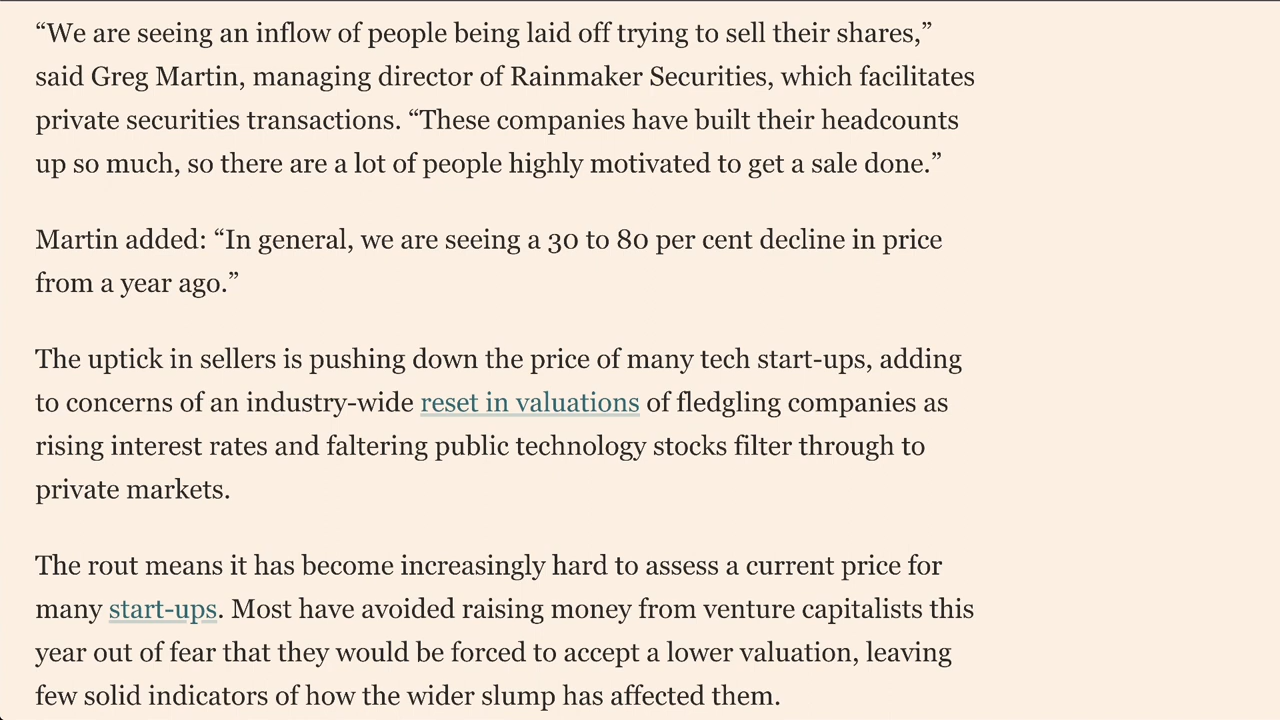 “We are seeing an inflow of people being laid off trying to sell their shares,”
said Greg Martin, managing director of Rainmaker Securities, which facilitates
private securities transactions. “These companies have built their headcounts
up so much, so there are a lot of people highly motivated to get a sale done.”
Martin added: “In general, we are seeing a 30 to 80 per cent decline in price
from a year ago.”
The uptick in sellers is pushing down the price of many tech start-ups, adding
to concerns of an industry-wide reset in valuations of fledgling companies as
rising interest rates and faltering public technology stocks filter through to
private markets.
The rout means it has become increasingly hard to assess a current price for
many start-ups. Most have avoided raising money from venture capitalists this
year out of fear that they would be forced to accept a lower valuation, leaving
few solid indicators of how the wider slump has affected them.